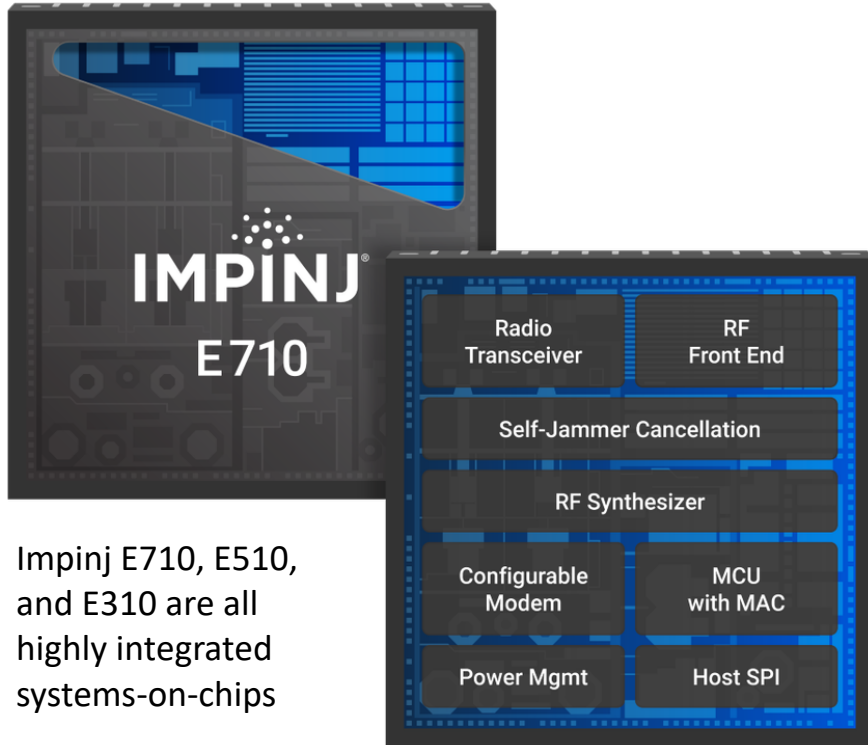 IMPINJ®
E710
Radio
Transceiver
RF
Front End
Self-Jammer Cancellation
RF Synthesizer
Configurable
Modem
MCU
with MAC
Power Mgmt
Host SPI
Impinj E710, E510,
and E310 are all
highly integrated
systems-on-chips